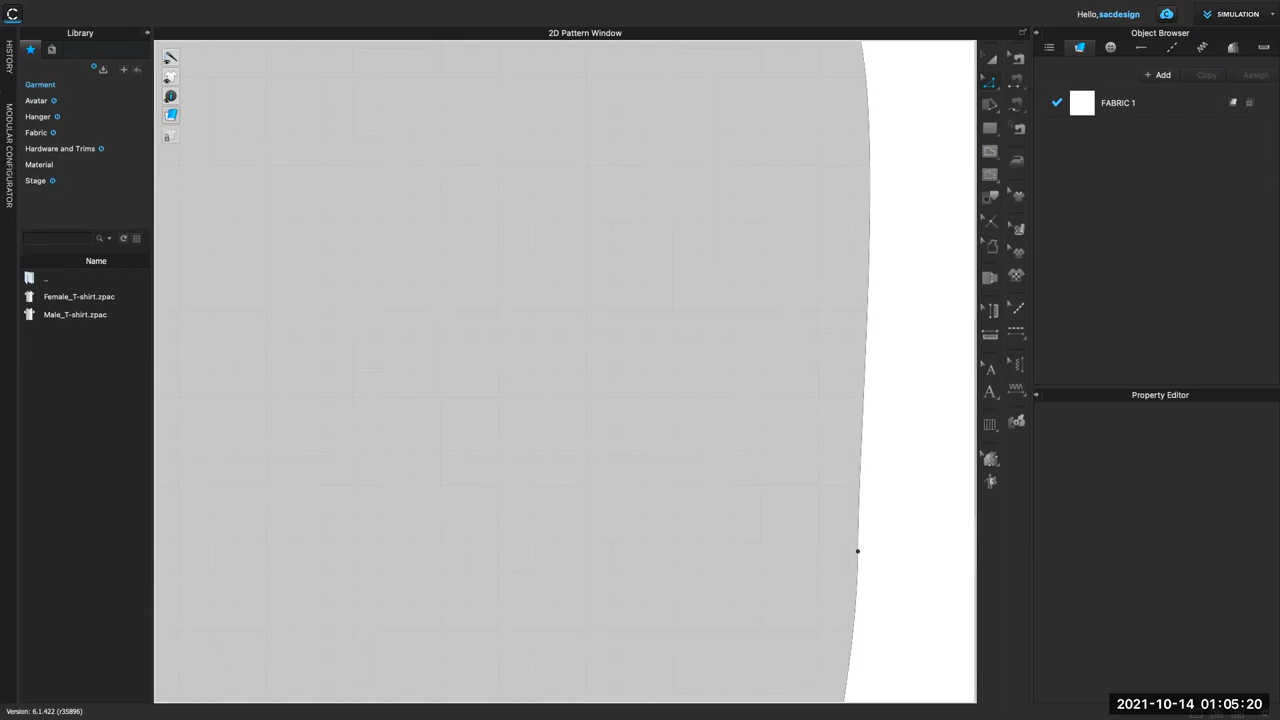 Hello,sacdesign
SIMULATION
HISTORY
MODULAR CONFIGURATOR
Library
Garment
Avatar
Hanger
Fabric
Hardware and Trims
Material
Stage
Name
..
Female_T-shirt.zpac
Male_T-shirt.zpac
2D Pattern Window
Object Browser
+ Add
Copy
Assign
FABRIC 1
Property Editor
Version: 6.1.422 (r35896)
2021-10-14 01:05:20